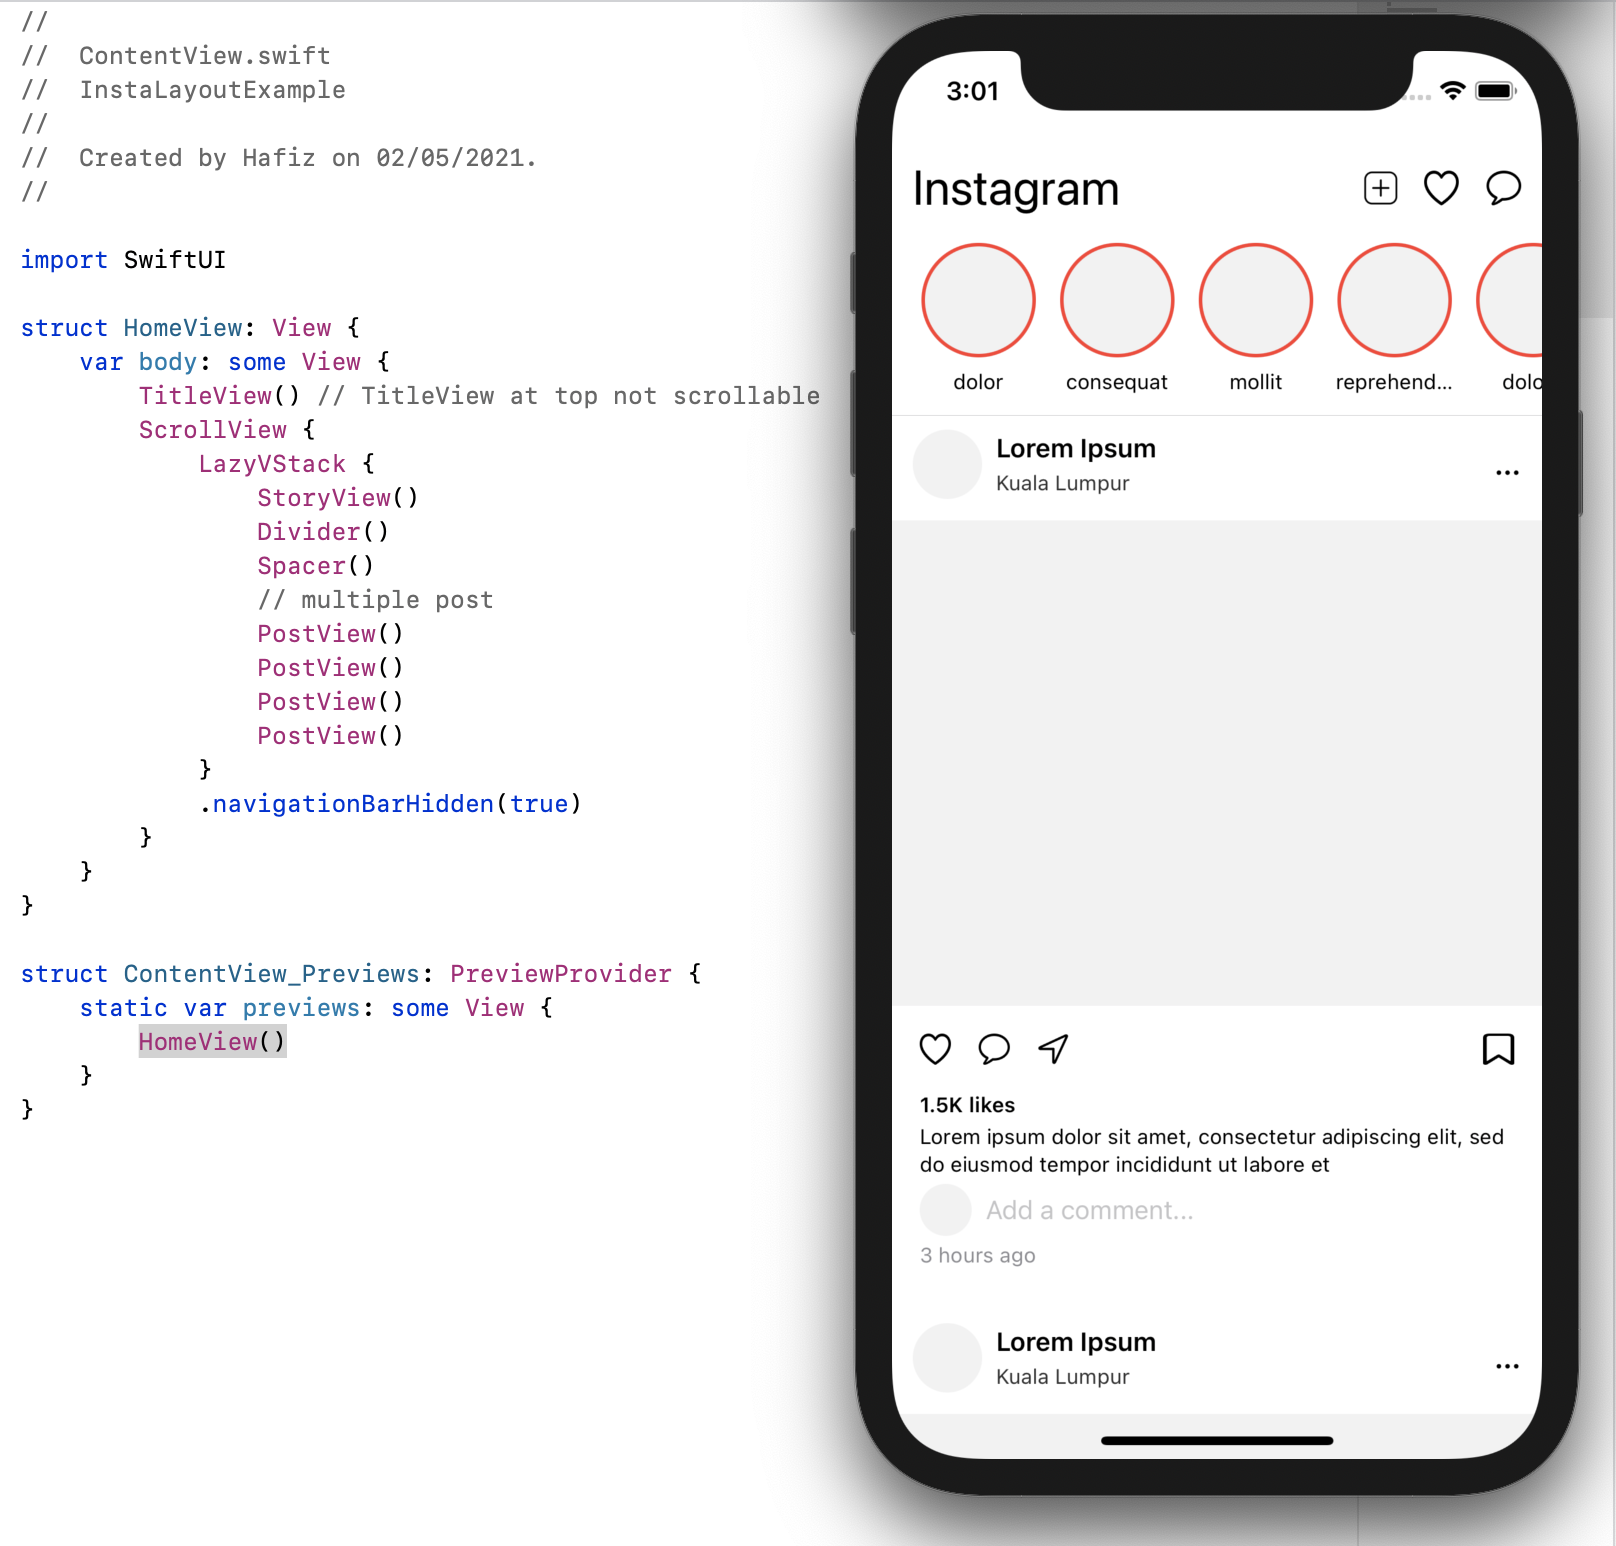 //
//  ContentView.swift
//  InstaLayoutExample
//
//  Created by Hafiz on 02/05/2021.
//
import SwiftUI
struct HomeView: View {
    var body: some View {
        TitleView() // TitleView at top not scrollable
        ScrollView {
            LazyVStack {
                StoryView()
                Divider()
                Spacer()
                // multiple post
                PostView()
                PostView()
                PostView()
                PostView()
            }
            .navigationBarHidden(true)
        }
    }
}
struct ContentView_Previews: PreviewProvider {
    static var previews: some View {
        HomeView()
    }
}
3:01
Instagram
dolor consequat mollit reprehend... dolo
Lorem Ipsum
Kuala Lumpur
1.5K likes
Lorem ipsum dolor sit amet, consectetur adipiscing elit, sed
do eiusmod tempor incididunt ut labore et
Add a comment...
3 hours ago
Lorem Ipsum
Kuala Lumpur